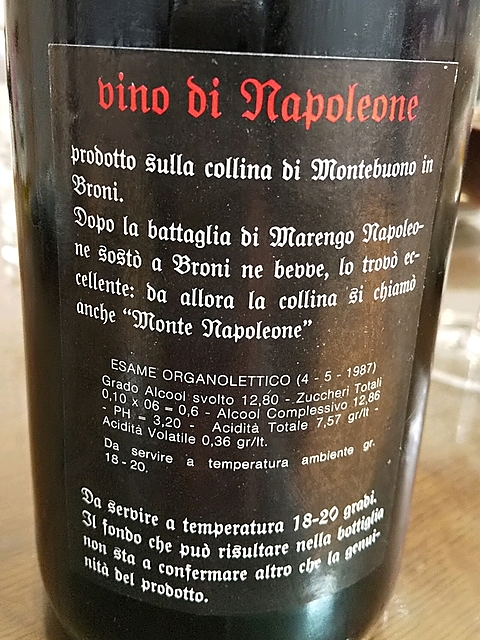 vino di Napoleone
prodotto sulla collina di Montebuono in
Broni.
Dopo la battaglia di Marengo Napoleo-
ne sostò a Broni ne bevve, lo trovò ec-
cellente: da allora la collina si chiamò
anche “Monte Napoleone”
ESAME ORGANOLETTICO (4 - 5 - 1987)
Grado Alcool svolto 12,80 - Zuccheri Totali
0,10 x 06 = 0,6 - Alcool Complessivo 12,86
- PH = 3,20 - Acidità Totale 7,57 gr/lt -
Acidità Volatile 0,36 gr/lt.
Da servire a temperatura ambiente gr.
18 - 20.
Da servire a temperatura 18-20 gradi.
Il fondo che può risultare nella bottiglia
non sta a confermare altro che la genui-
nità del prodotto.